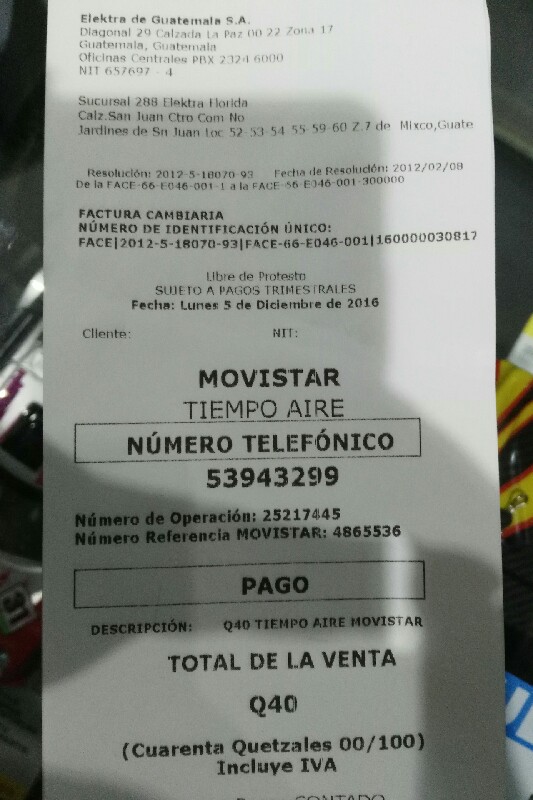 Elektra de Guatemala S.A.
Diagonal 29 Calzada La Paz 00 22 Zona 17
Guatemala, Guatemala
Oficinas Centrales PBX 2324 6000
NIT 657697 - 4
Sucursal 288 Elektra Florida
Calz.San Juan Ctro Com No
Jardines de Sn Juan Loc 52-53-54-55-59-60 Z.7 de Mixco,Guate
Resolución: 2012-5-18070-93 Fecha de Resolución: 2012/02/08
De la FACE-66-E046-001-1 a la FACE-66-E046-001-300000
FACTURA CAMBIARIA
NÚMERO DE IDENTIFICACIÓN ÚNICO:
FACE|2012-5-18070-93|FACE-66-E046-001|160000030817
Libre de Protesto
SUJETO A PAGOS TRIMESTRALES
Fecha: Lunes 5 de Diciembre de 2016
Cliente: NIT:
MOVISTAR
TIEMPO AIRE
NÚMERO TELEFÓNICO
53943299
Número de Operación: 25217445
Número Referencia MOVISTAR: 4865536
PAGO
DESCRIPCIÓN: Q40 TIEMPO AIRE MOVISTAR
TOTAL DE LA VENTA
Q40
(Cuarenta Quetzales 00/100)
Incluye IVA
CONTADO